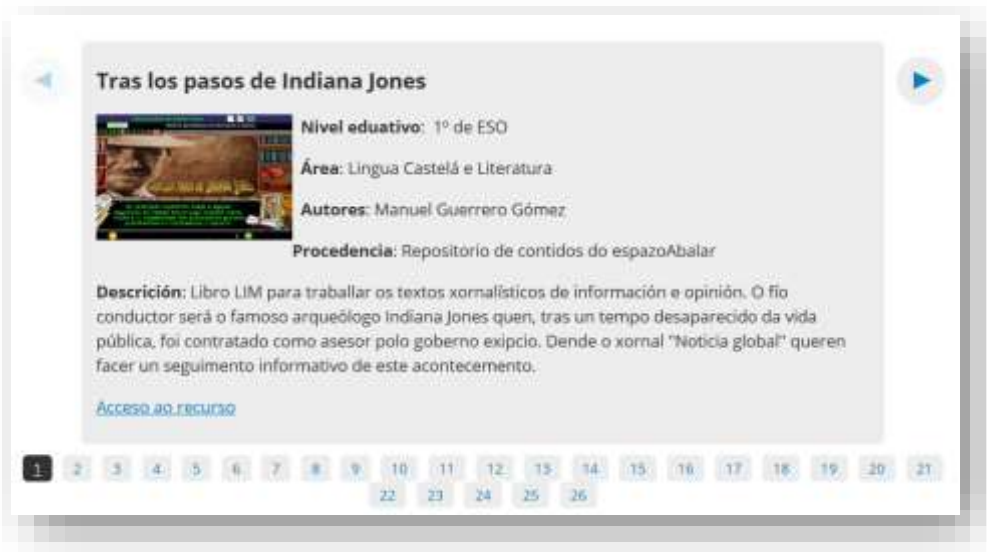 Tras los pasos de Indiana Jones
Nivel eduativo: 1º de ESO
Área: Lingua Castelá e Literatura
Autores: Manuel Guerrero Gómez
Procedencia: Repositorio de contidos do espazoAbalar
Descrición: Libro LIM para traballar os textos xornalísticos de información e opinión. O fío
conductor será o famoso arqueólogo Indiana Jones quen, tras un tempo desaparecido da vida
pública, foi contratado como asesor polo goberno exipcio. Dende o xornal "Noticia global" queren
facer un seguimento informativo de este acontecemento.
Acceso ao recurso
1 2 3 4 5 6 7 8 9 10 11 12 13 14 15 16 17 18 19 20 21
22 23 24 25 26